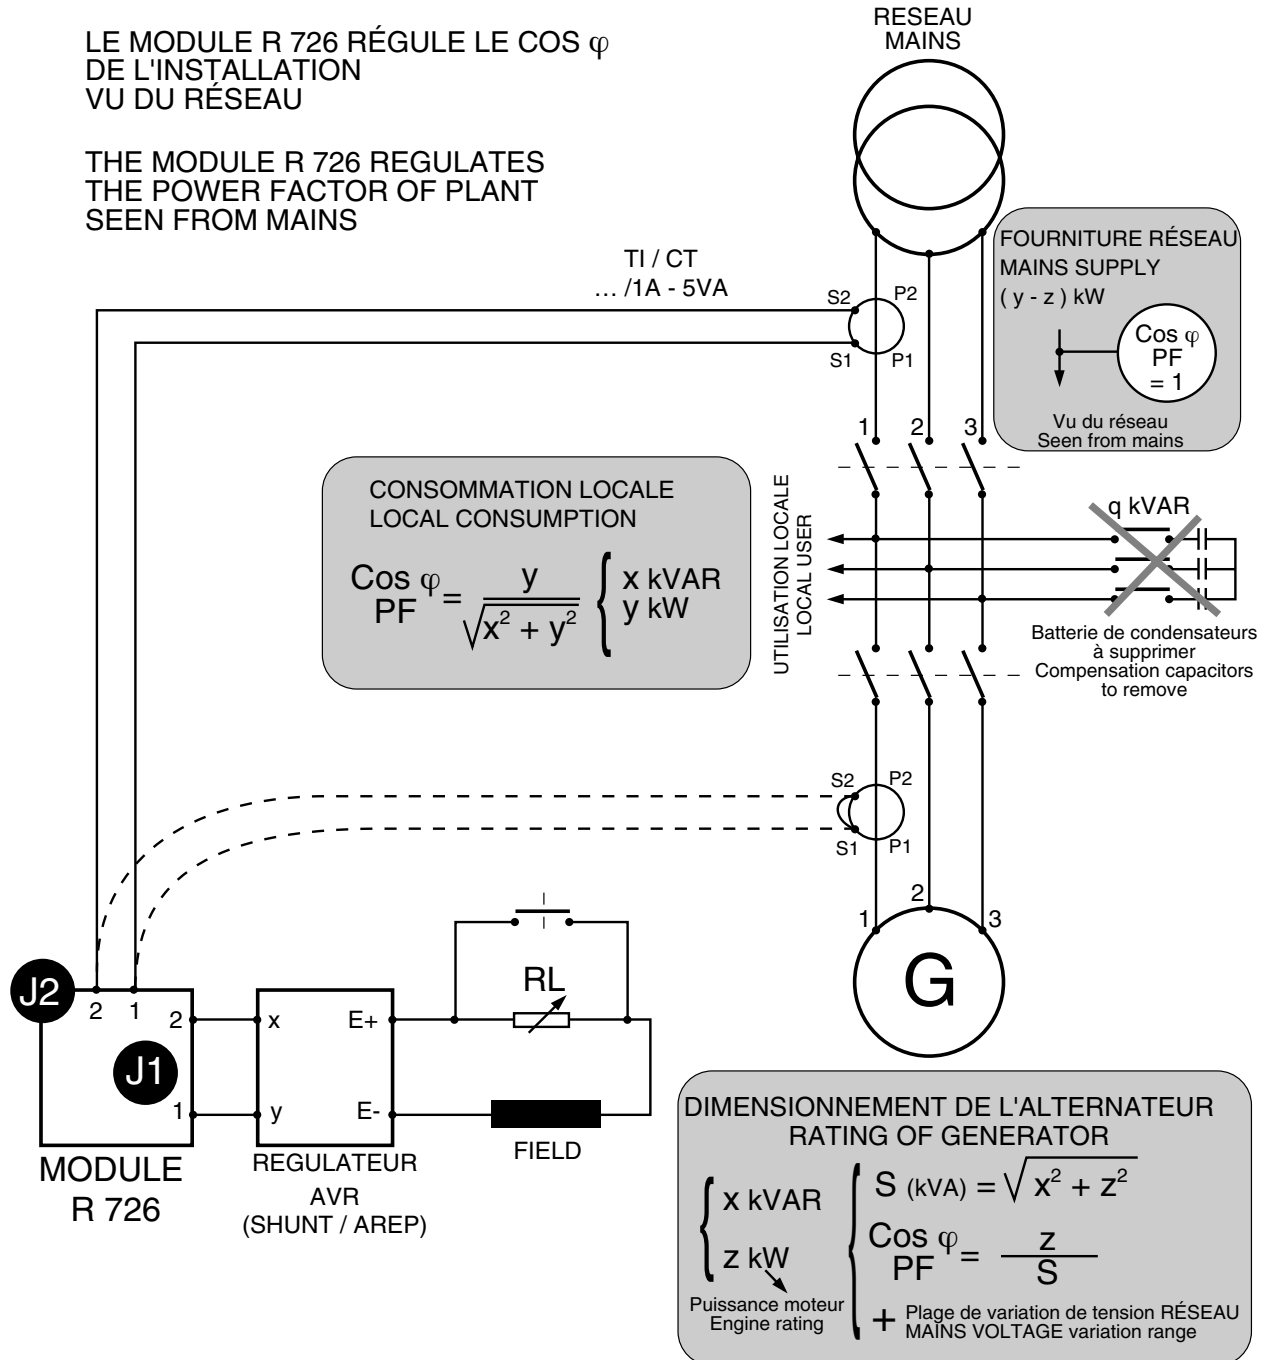 LE MODULE R 726 RÉGULE LE COS φ
DE L'INSTALLATION
VU DU RÉSEAU
THE MODULE R 726 REGULATES
THE POWER FACTOR OF PLANT
SEEN FROM MAINS
RESEAU
MAINS
TI / CT
... /1A - 5VA
S2
P2
S1
P1
FOURNITURE RÉSEAU
MAINS SUPPLY
( y - z ) kW
Cos φ
PF
= 1
Vu du réseau
Seen from mains
1
2
3
CONSOMMATION LOCALE
LOCAL CONSUMPTION
Cos φ
PF
= y / √x² + y²
{ x kVAR
y kW
UTILISATION LOCALE
LOCAL USER
q kVAR
Batterie de condensateurs
à supprimer
Compensation capacitors
to remove
S2
P2
S1
P1
1
2
3
G
J2
2
1
2
J1
1
MODULE
R 726
x
E+
y
E-
REGULATEUR
AVR
(SHUNT / AREP)
RL
FIELD
DIMENSIONNEMENT DE L'ALTERNATEUR
RATING OF GENERATOR
{ x kVAR
z kW
Puissance moteur
Engine rating
{ S (kVA) = √x² + z²
Cos φ
PF
= z / S
+ Plage de variation de tension RÉSEAU
MAINS VOLTAGE variation range